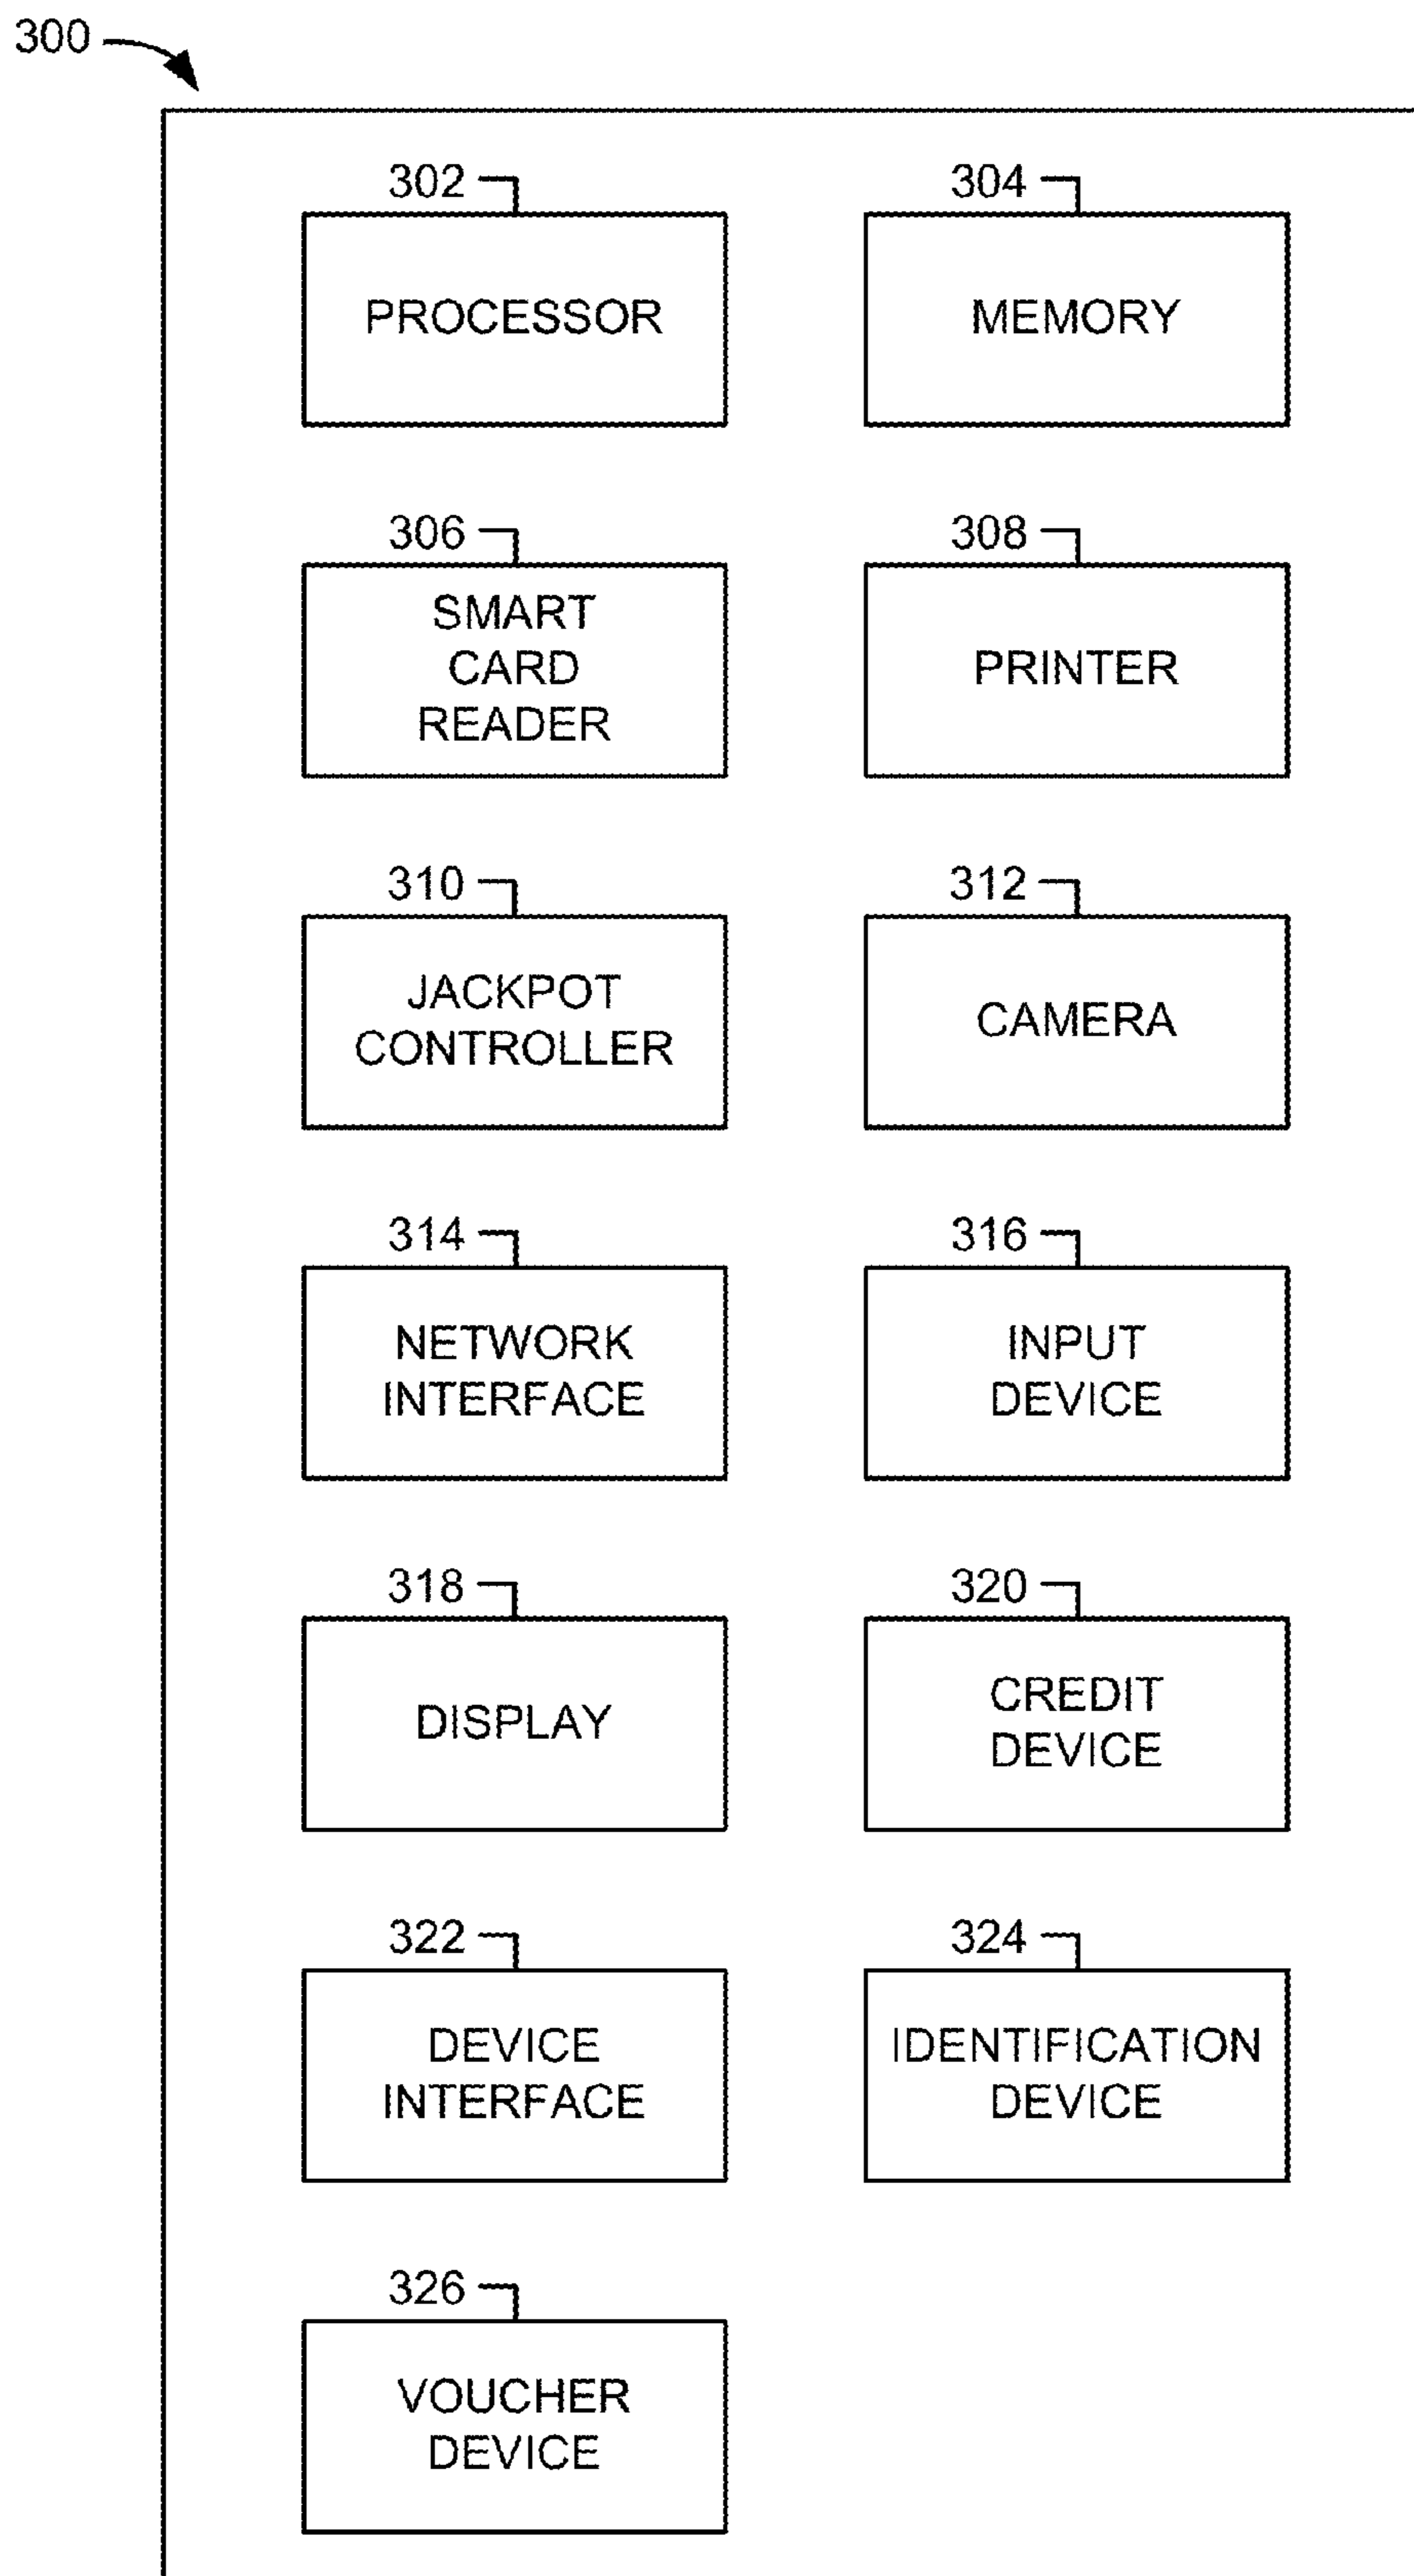 300
302
304
PROCESSOR
MEMORY
306
308
SMART
CARD
READER
PRINTER
310
312
JACKPOT
CONTROLLER
CAMERA
314
316
NETWORK
INTERFACE
INPUT
DEVICE
318
320
DISPLAY
CREDIT
DEVICE
322
324
DEVICE
INTERFACE
IDENTIFICATION
DEVICE
326
VOUCHER
DEVICE